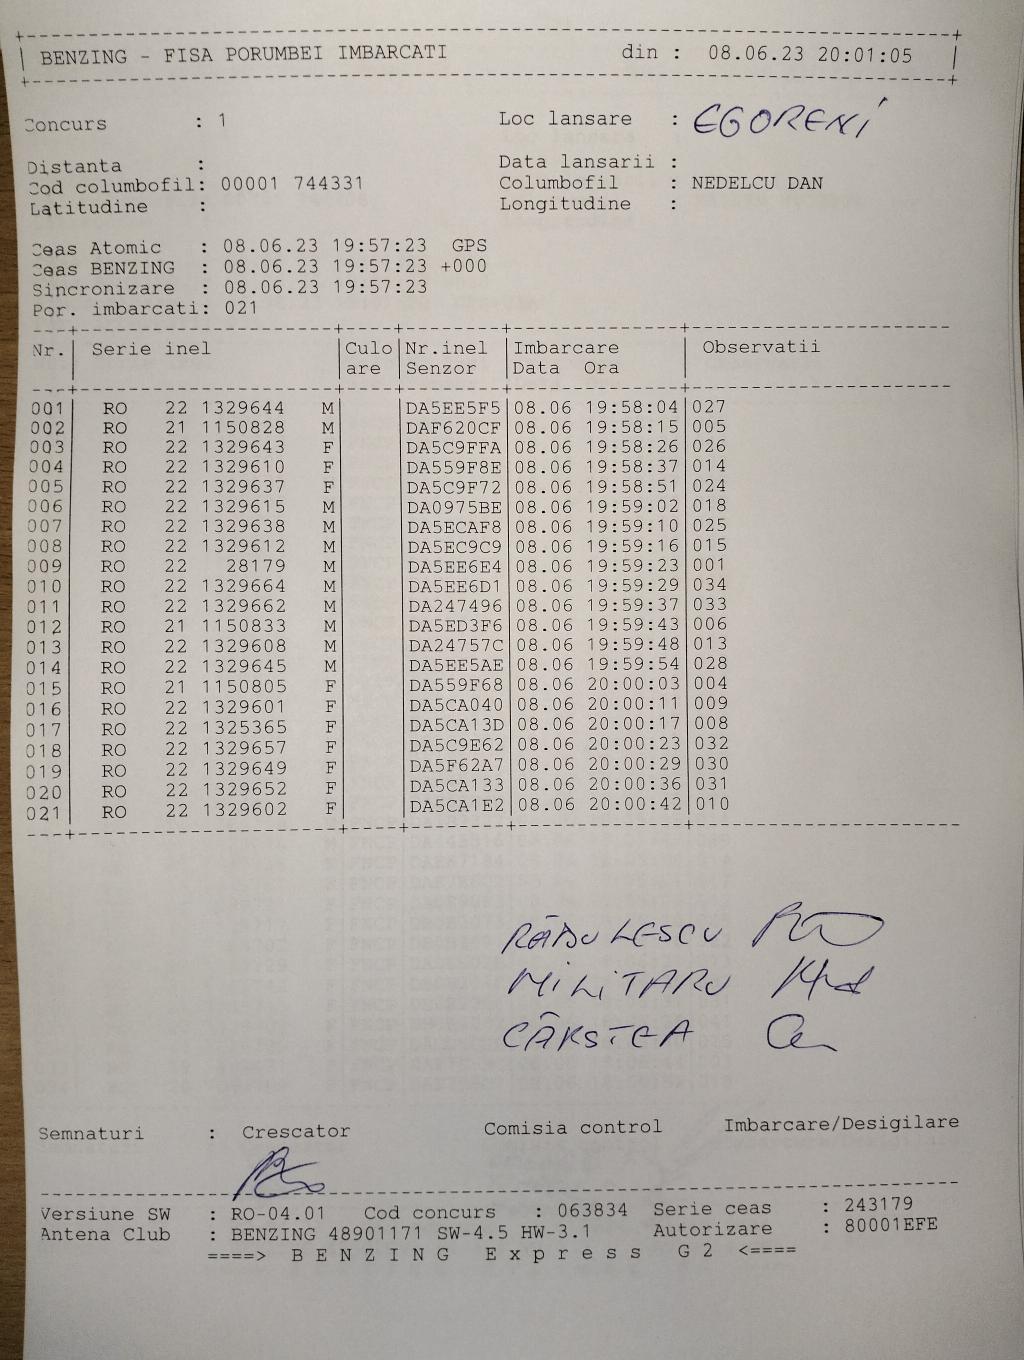 BENZING - FISA PORUMBEI IMBARCATI din : 08.06.23 20:01:05
Concurs : 1 Loc lansare : EGORENI
Distanta : Data lansarii :
Cod columbofil: 00001 744331 Columbofil : NEDELCU DAN
Latitudine : Longitudine :
Ceas Atomic : 08.06.23 19:57:23 GPS
Ceas BENZING : 08.06.23 19:57:23 +000
Sincronizare : 08.06.23 19:57:23
Por. imbarcati: 021
Nr. Serie inel Culo Nr.inel Imbarcare Observatii
are Senzor Data Ora
001 RO 22 1329644 M DA5EE5F5 08.06 19:58:04 027
002 RO 21 1150828 M DAF620CF 08.06 19:58:15 005
003 RO 22 1329643 F DA5C9FFA 08.06 19:58:26 026
004 RO 22 1329610 F DA559F8E 08.06 19:58:37 014
005 RO 22 1329637 F DA5C9F72 08.06 19:58:51 024
006 RO 22 1329615 M DA0975BE 08.06 19:59:02 018
007 RO 22 1329638 M DA5ECAF8 08.06 19:59:10 025
008 RO 22 1329612 M DA5EC9C9 08.06 19:59:16 015
009 RO 22 28179 M DA5EE6E4 08.06 19:59:23 001
010 RO 22 1329664 M DA5EE6D1 08.06 19:59:29 034
011 RO 22 1329662 M DA247496 08.06 19:59:37 033
012 RO 21 1150833 M DA5ED3F6 08.06 19:59:43 006
013 RO 22 1329608 M DA24757C 08.06 19:59:48 013
014 RO 22 1329645 M DA5EE5AE 08.06 19:59:54 028
015 RO 21 1150805 F DA559F68 08.06 20:00:03 004
016 RO 22 1329601 F DA5CA040 08.06 20:00:11 009
017 RO 22 1325365 F DA5CA13D 08.06 20:00:17 008
018 RO 22 1329657 F DA5C9E62 08.06 20:00:23 032
019 RO 22 1329649 F DA5F62A7 08.06 20:00:29 030
020 RO 22 1329652 F DA5CA133 08.06 20:00:36 031
021 RO 22 1329602 F DA5CA1E2 08.06 20:00:42 010
RĂDULESCU
MILITARU
CÂRSTEA
Semnaturi : Crescator Comisia control Imbarcare/Desigilare
Versiune SW : RO-04.01 Cod concurs : 063834 Serie ceas : 243179
Antena Club : BENZING 48901171 SW-4.5 HW-3.1 Autorizare : 80001EFE
====> B E N Z I N G E x p r e s s G 2 <====